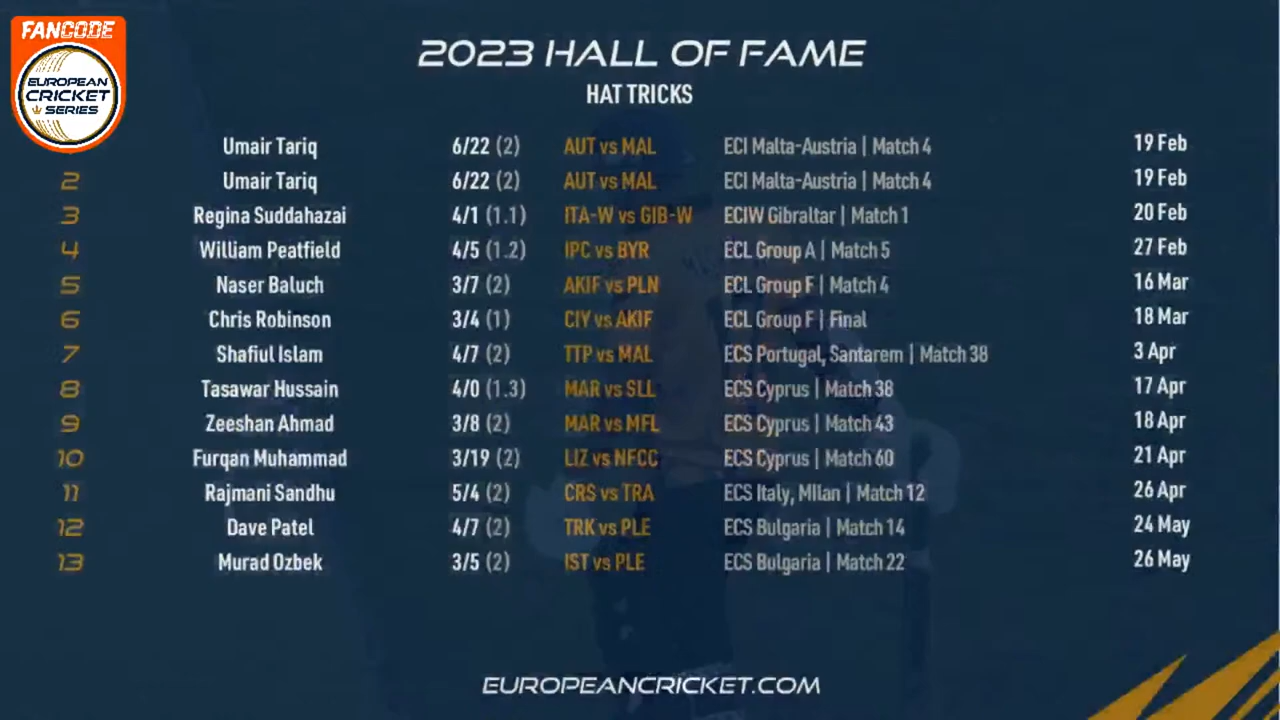 FANCODE
EUROPEAN
CRICKET
SERIES
2023 HALL OF FAME
HAT TRICKS
Umair Tariq 6/22 (2) AUT vs MAL ECI Malta-Austria | Match 4 19 Feb
2 Umair Tariq 6/22 (2) AUT vs MAL ECI Malta-Austria | Match 4 19 Feb
3 Regina Suddahazai 4/1 (1.1) ITA-W vs GIB-W ECIW Gibraltar | Match 1 20 Feb
4 William Peatfield 4/5 (1.2) IPC vs BYR ECL Group A | Match 5 27 Feb
5 Naser Baluch 3/7 (2) AKIF vs PLN ECL Group F | Match 4 16 Mar
6 Chris Robinson 3/4 (1) CIY vs AKIF ECL Group F | Final 18 Mar
7 Shafiul Islam 4/7 (2) TTP vs MAL ECS Portugal, Santarem | Match 38 3 Apr
8 Tasawar Hussain 4/0 (1.3) MAR vs SLL ECS Cyprus | Match 38 17 Apr
9 Zeeshan Ahmad 3/8 (2) MAR vs MFL ECS Cyprus | Match 43 18 Apr
10 Furqan Muhammad 3/19 (2) LIZ vs NFCC ECS Cyprus | Match 60 21 Apr
11 Rajmani Sandhu 5/4 (2) CRS vs TRA ECS Italy, MIlan | Match 12 26 Apr
12 Dave Patel 4/7 (2) TRK vs PLE ECS Bulgaria | Match 14 24 May
13 Murad Ozbek 3/5 (2) IST vs PLE ECS Bulgaria | Match 22 26 May
EUROPEANCRICKET.COM